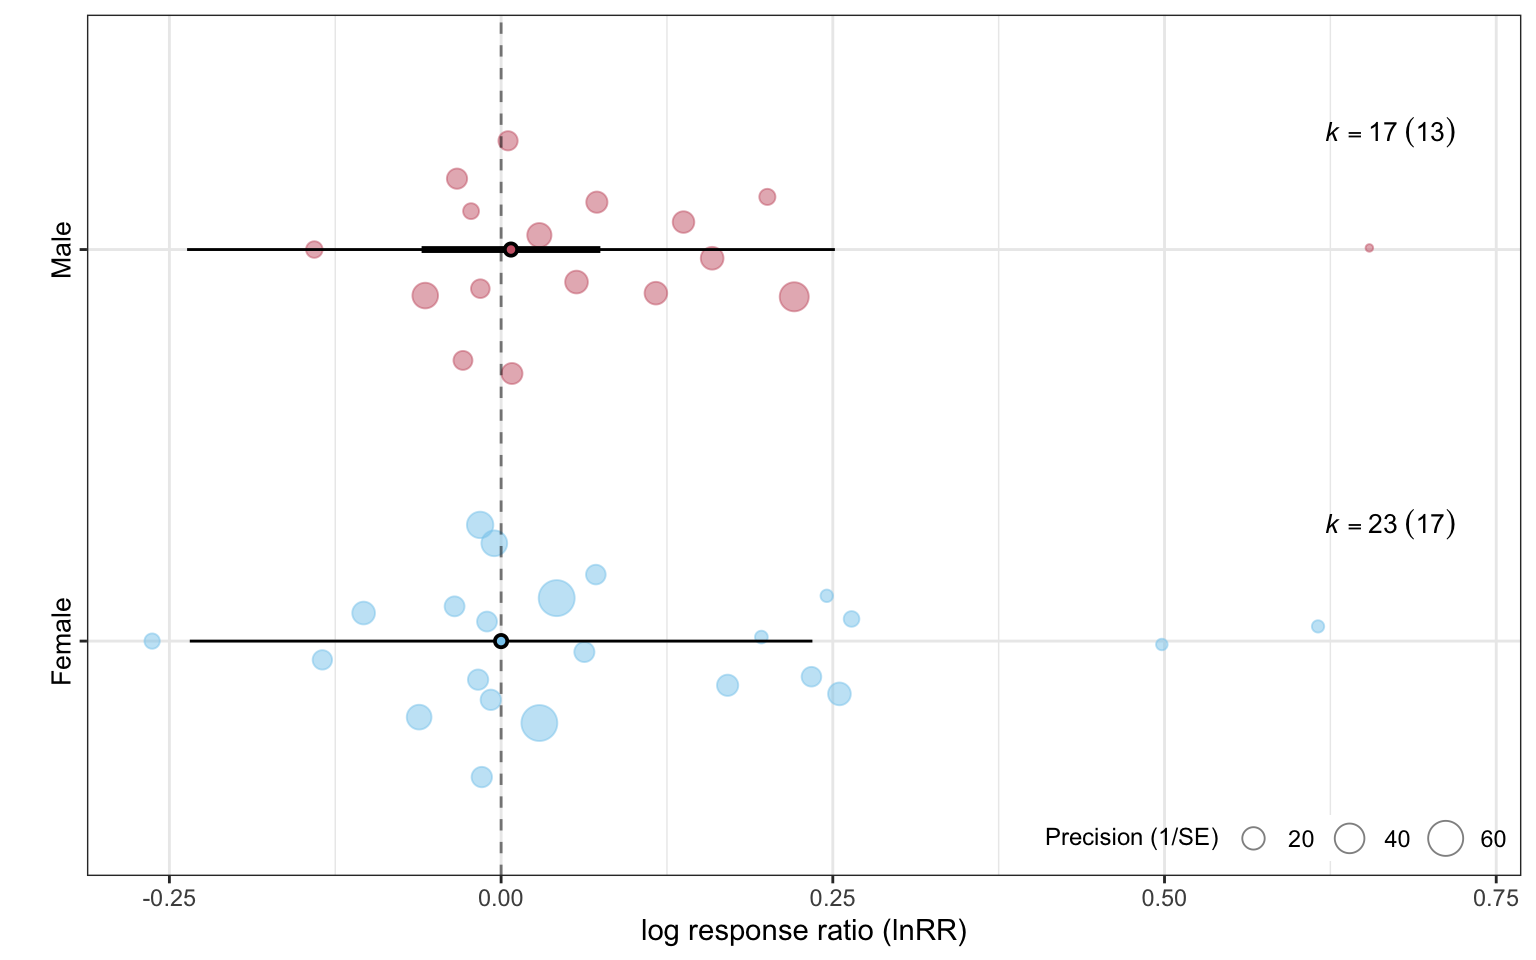 k = 17 (13)
Male
k = 23 (17)
Female
Precision (1/SE) 20 40 60
-0.25 0.00 0.25 0.50 0.75
log response ratio (lnRR)